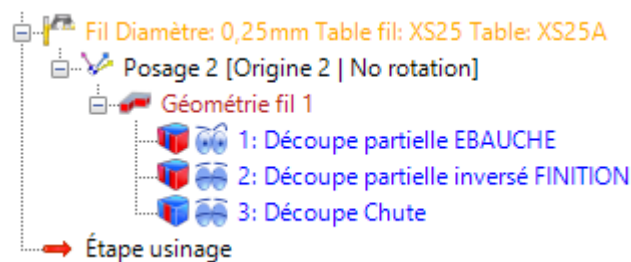 Fil Diamètre: 0,25mm Table fil: XS25 Table: XS25A
Posage 2 [Origine 2 | No rotation]
Géométrie fil 1
1: Découpe partielle EBAUCHE
2: Découpe partielle inversé FINITION
3: Découpe Chute
Étape usinage